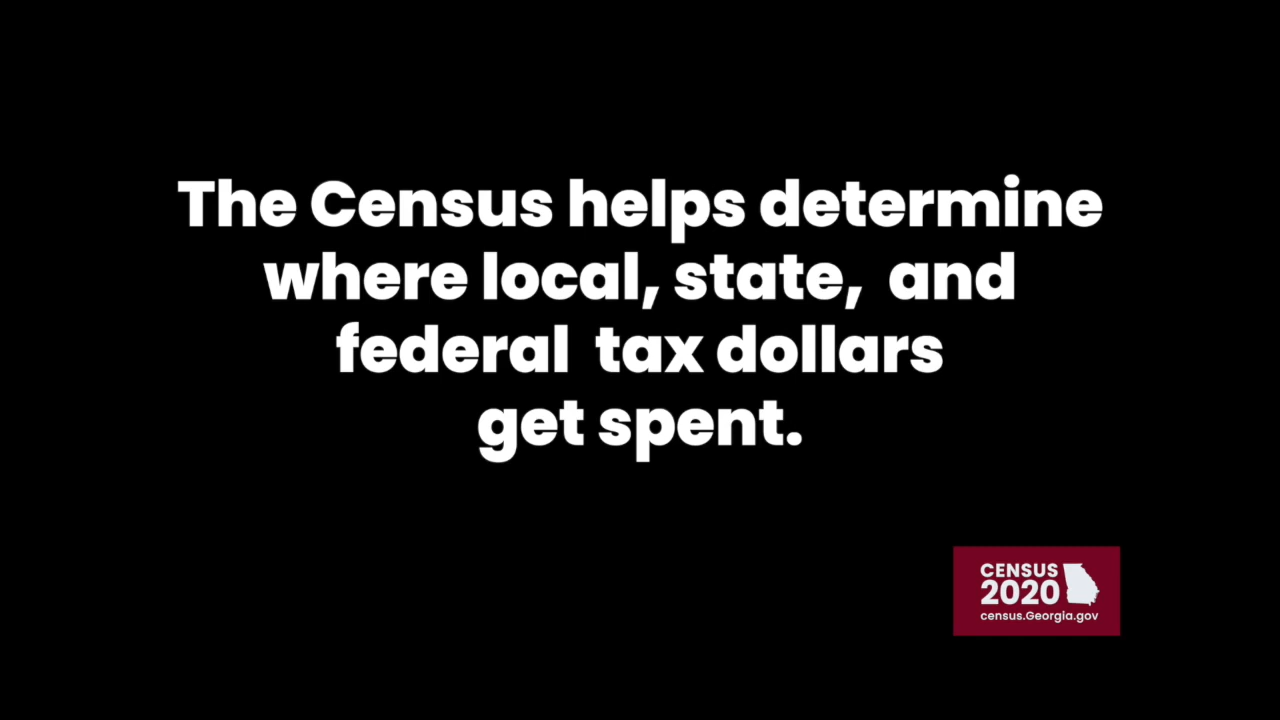 The Census helps determine
where local, state,  and
federal  tax dollars
get spent.
CENSUS
2020
census.Georgia.gov